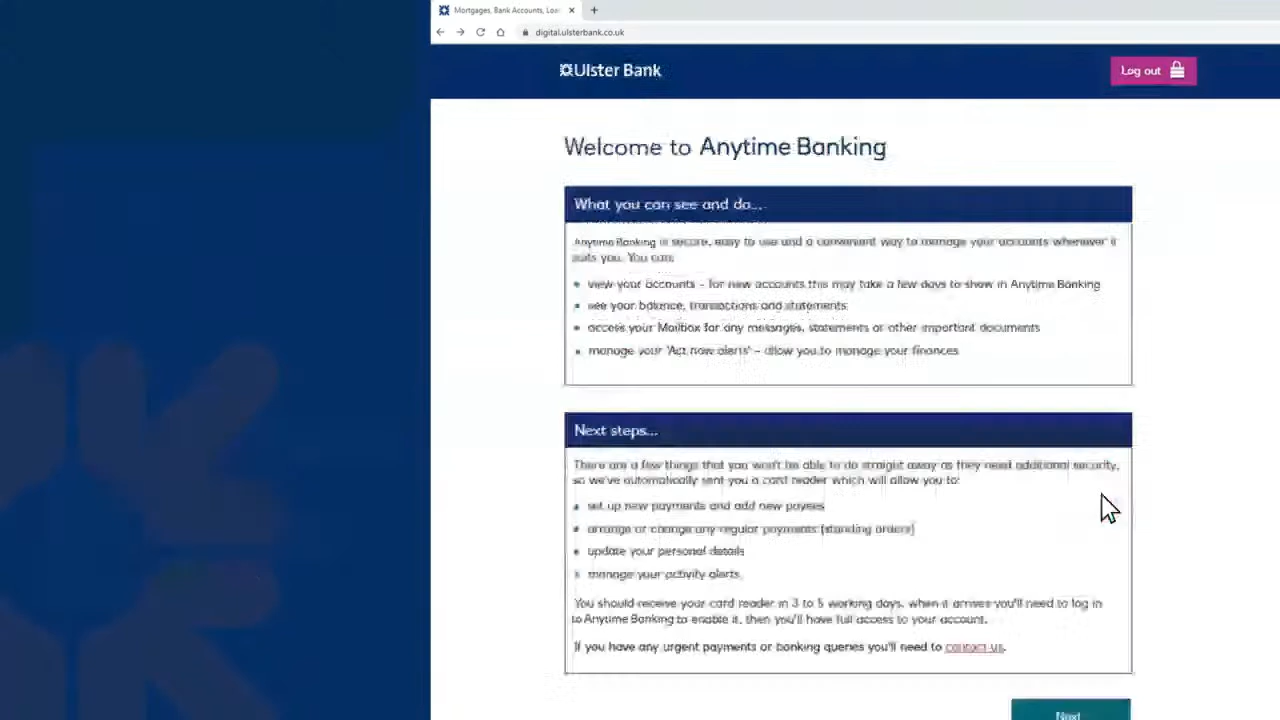 Mortgages, Bank Accounts, Loa
digital.ulsterbank.co.uk
Ulster Bank
Log out
Welcome to Anytime Banking
What you can see and do...
Anytime Banking is secure, easy to use and a convenient way to manage your accounts whenever it
suits you. You can:
view your accounts - for new accounts this may take a few days to show in Anytime Banking
see your balance, transactions and statements
access your Mailbox for any messages, statements or other important documents
manage your 'Act now alerts' - allow you to manage your finances
Next steps...
There are a few things that you won't be able to do straight away as they need additional security,
so we've automatically sent you a card reader which will allow you to:
set up new payments and add new payees
arrange or change any regular payments (standing orders)
update your personal details
manage your activity alerts
You should receive your card reader in 3 to 5 working days, when it arrives you'll need to log in
to Anytime Banking to enable it, then you'll have full access to your account.
If you have any urgent payments or banking queries you'll need to contact us.
Next